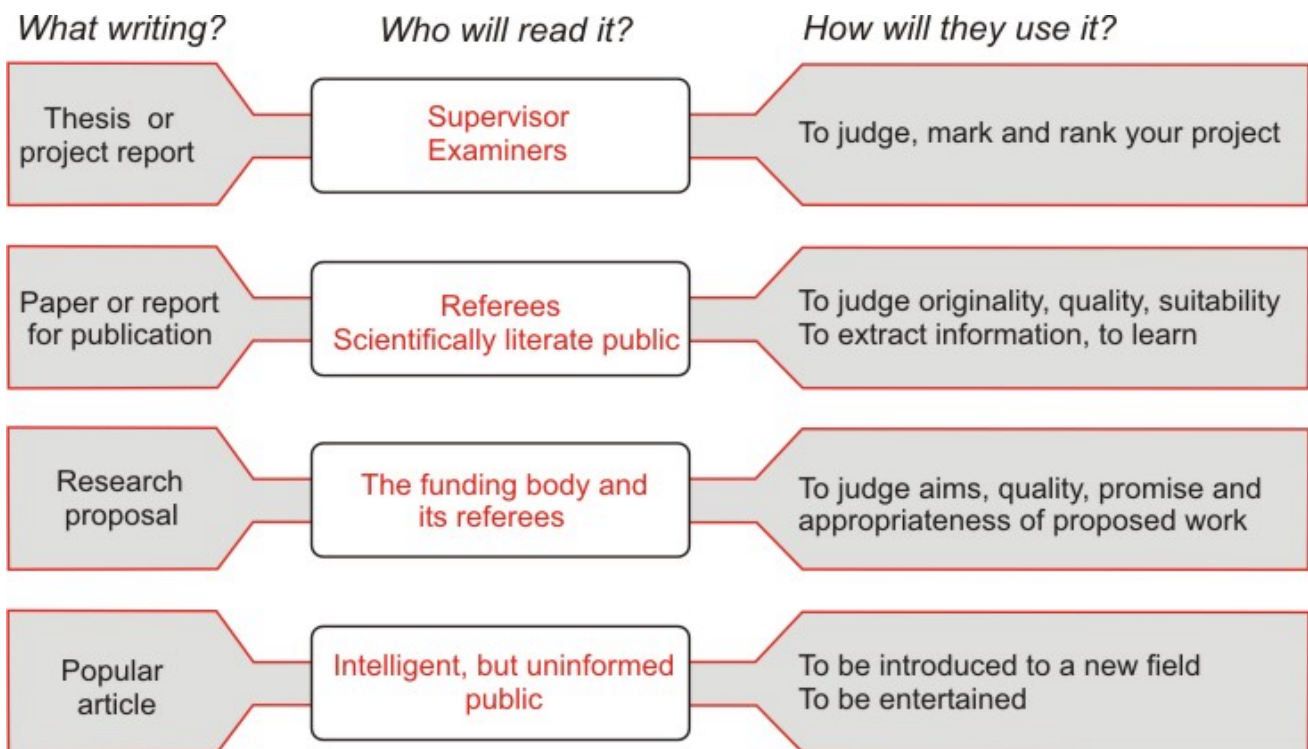 What writing?
Who will read it?
How will they use it?
Thesis or
project report
Supervisor
Examiners
To judge, mark and rank your project
Paper or report
for publication
Referees
Scientifically literate public
To judge originality, quality, suitability
To extract information, to learn
Research
proposal
The funding body and
its referees
To judge aims, quality, promise and
appropriateness of proposed work
Popular
article
Intelligent, but uninformed
public
To be introduced to a new field
To be entertained